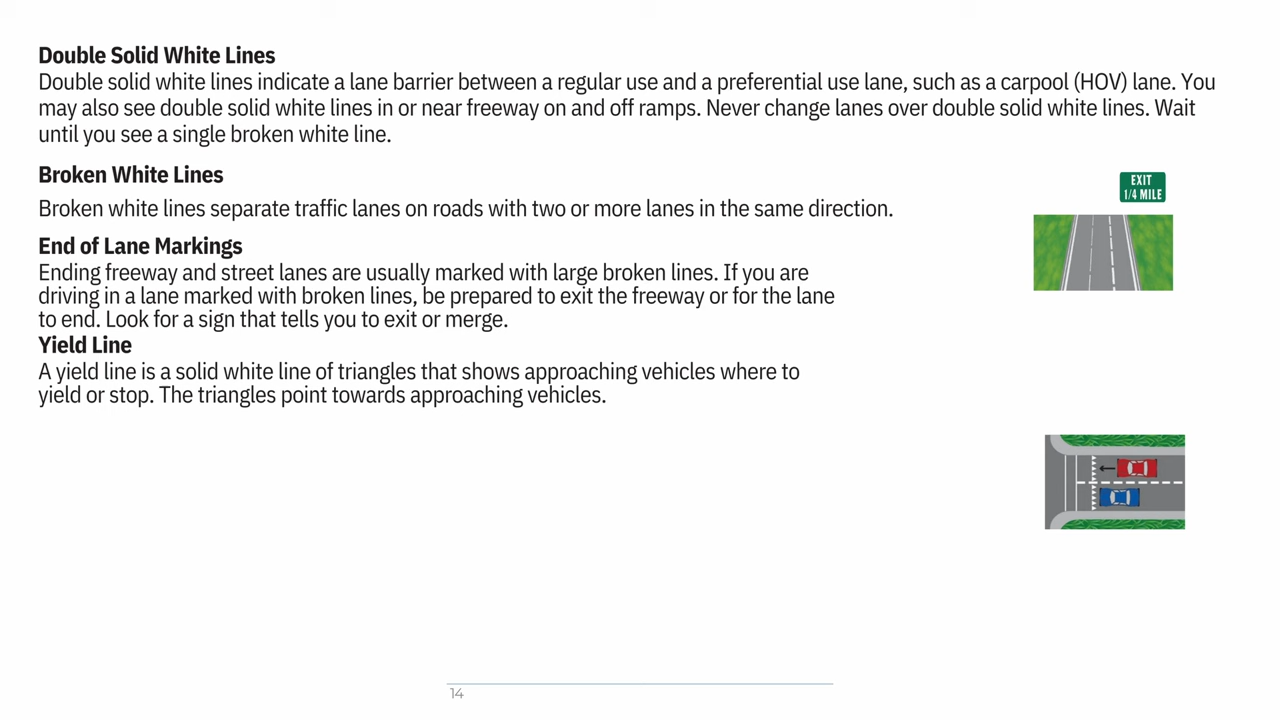 Double Solid White Lines
Double solid white lines indicate a lane barrier between a regular use and a preferential use lane, such as a carpool (HOV) lane. You
may also see double solid white lines in or near freeway on and off ramps. Never change lanes over double solid white lines. Wait
until you see a single broken white line.
Broken White Lines
Broken white lines separate traffic lanes on roads with two or more lanes in the same direction.
End of Lane Markings
Ending freeway and street lanes are usually marked with large broken lines. If you are
driving in a lane marked with broken lines, be prepared to exit the freeway or for the lane
to end. Look for a sign that tells you to exit or merge.
Yield Line
A yield line is a solid white line of triangles that shows approaching vehicles where to
yield or stop. The triangles point towards approaching vehicles.
EXIT
1/4 MILE
14